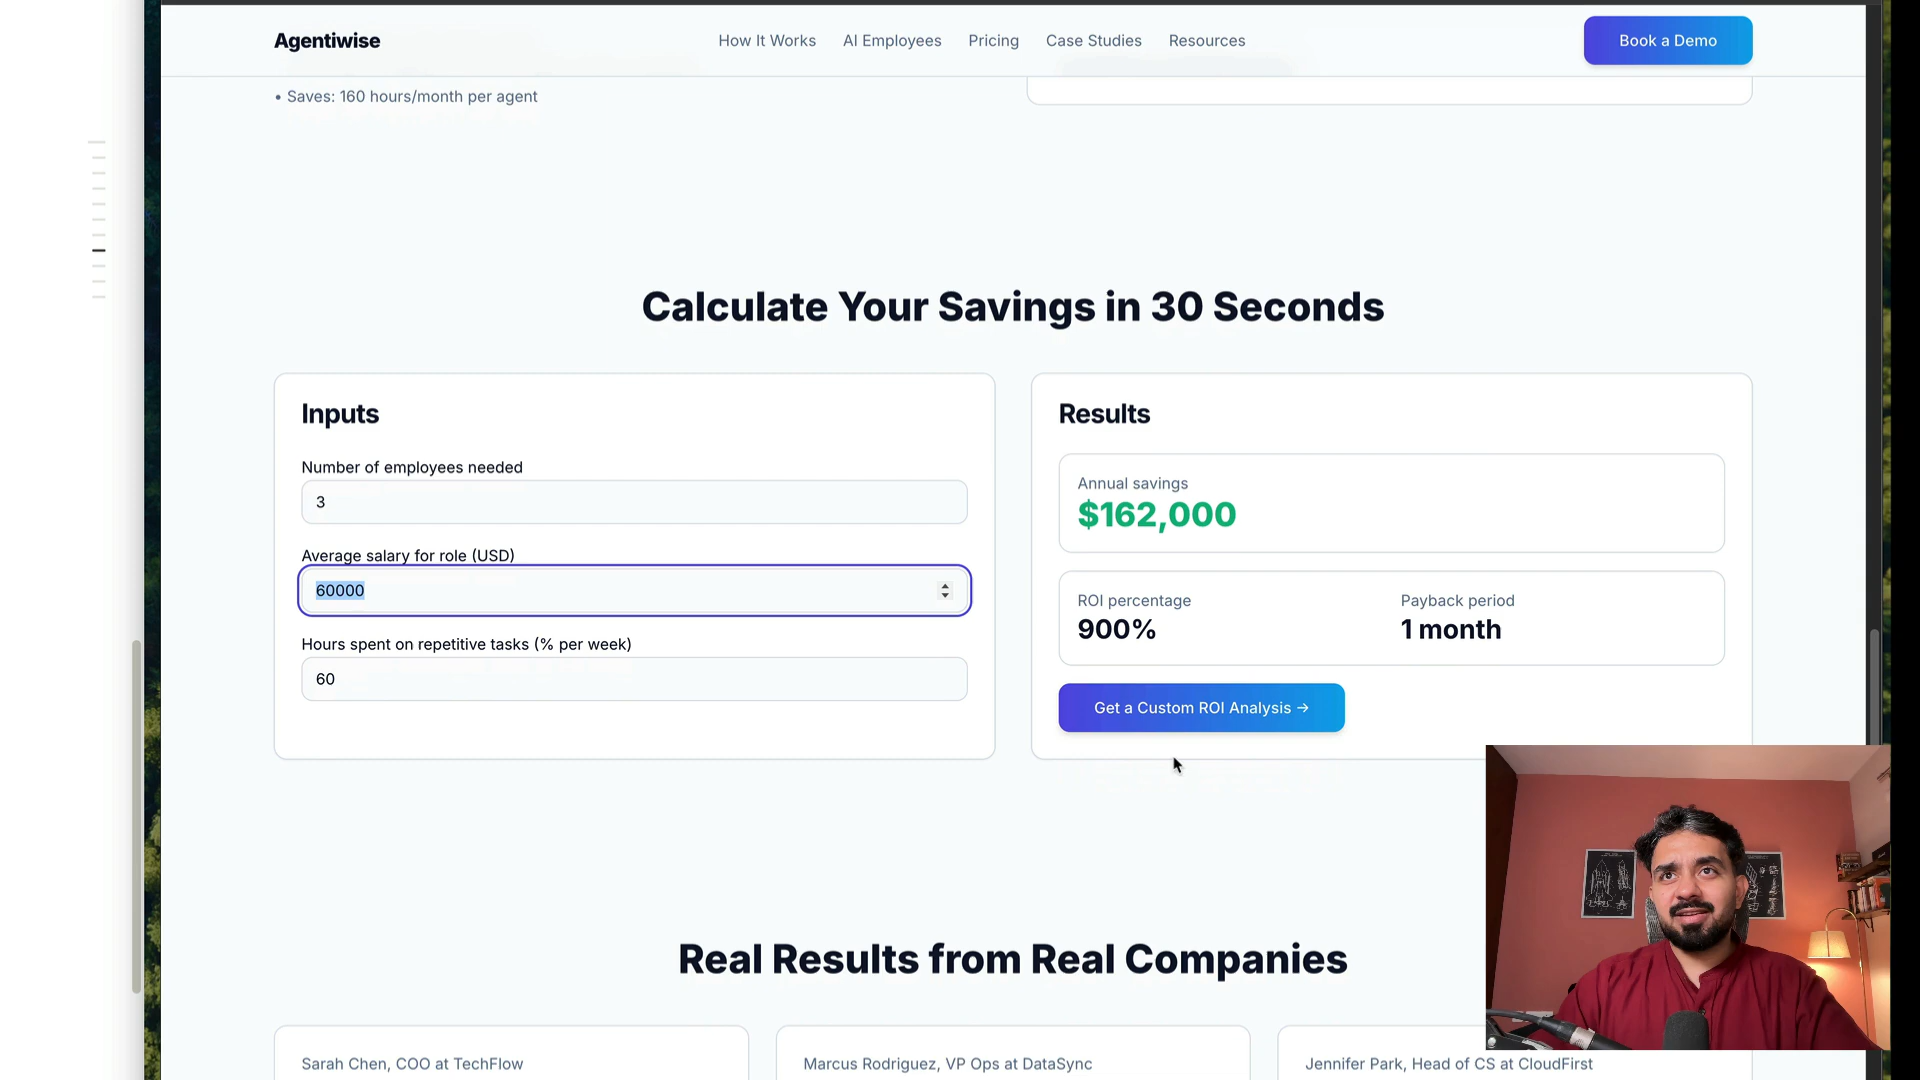 Agentiwise
How It Works
AI Employees
Pricing
Case Studies
Resources
Book a Demo
• Saves: 160 hours/month per agent
Calculate Your Savings in 30 Seconds
Inputs
Number of employees needed
3
Average salary for role (USD)
60000
Hours spent on repetitive tasks (% per week)
60
Results
Annual savings
$162,000
ROI percentage
900%
Payback period
1 month
Get a Custom ROI Analysis →
Real Results from Real Companies
Sarah Chen, COO at TechFlow
Marcus Rodriguez, VP Ops at DataSync
Jennifer Park, Head of CS at CloudFirst